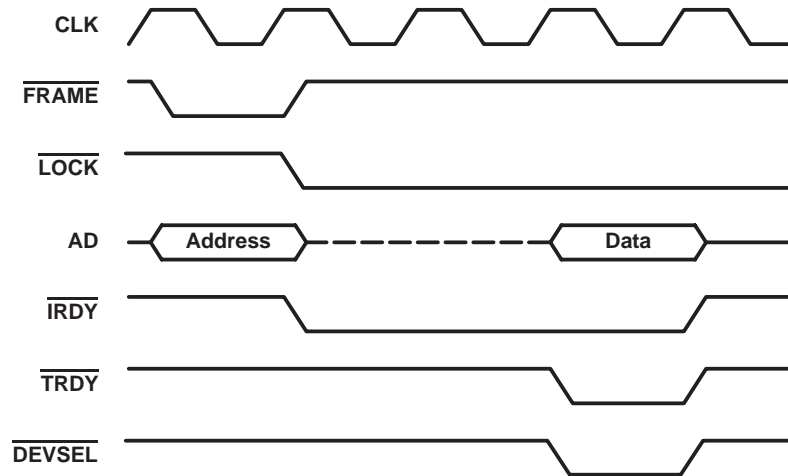 CLK
FRAME
LOCK
AD Address Data
IRDY
TRDY
DEVSEL